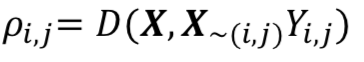 ρ_{i,j} = D(X, X_{~(i,j)}Y_{i,j})